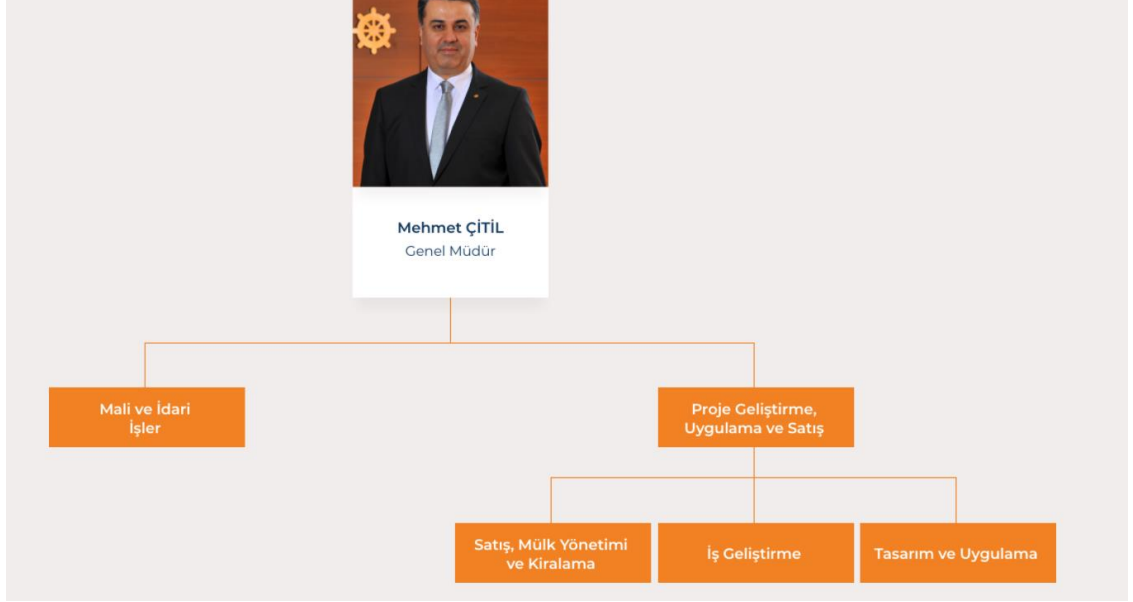 Mehmet ÇİTİL
Genel Müdür
Mali ve İdari
İşler
Proje Geliştirme,
Uygulama ve Satış
Satış, Mülk Yönetimi
ve Kiralama
İş Geliştirme
Tasarım ve Uygulama